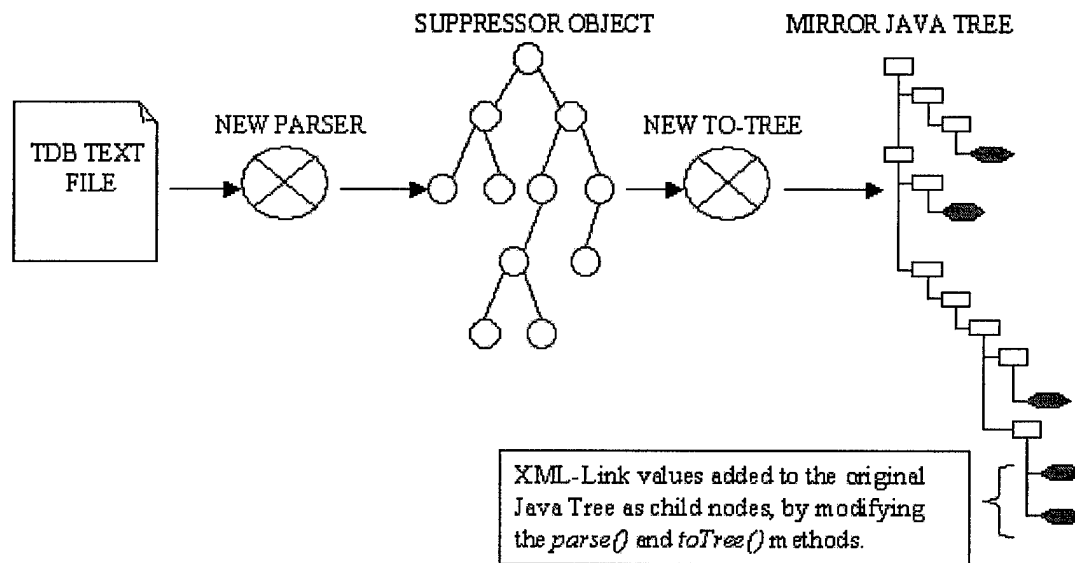 SUPPRESSOR OBJECT
MIRROR JAVA TREE
TDB TEXT
FILE
NEW PARSER
NEW TO-TREE
XML-Link values added to the original
Java Tree as child nodes, by modifying
the parse() and toTree() methods.